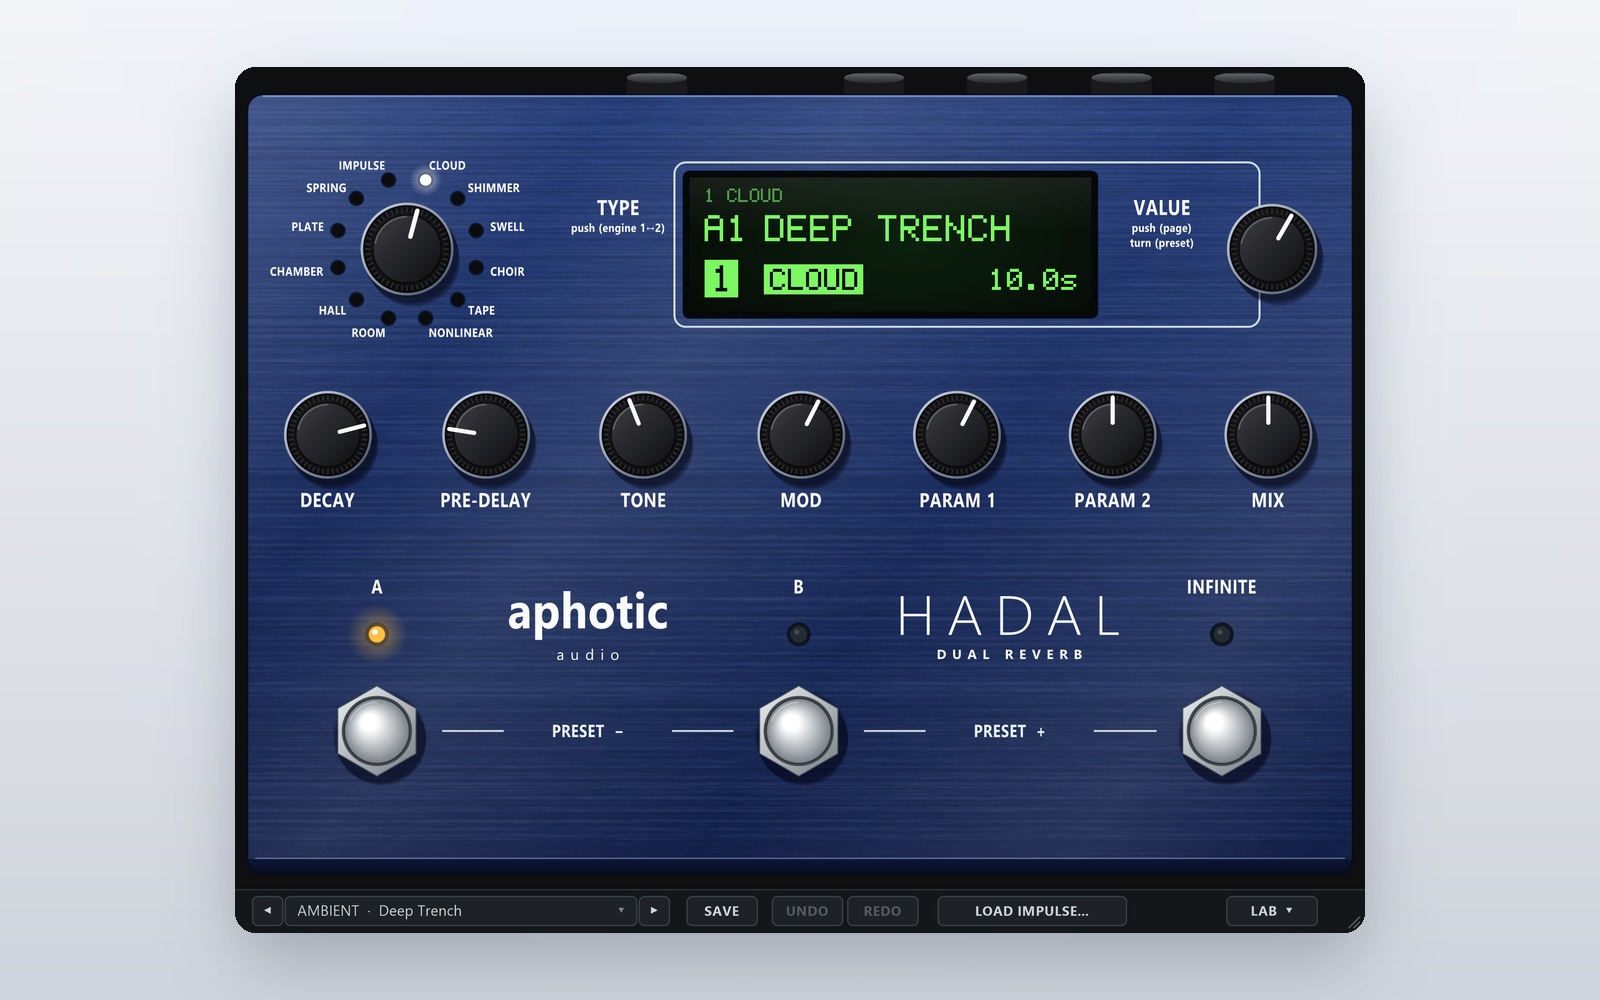 IMPULSE
CLOUD
SPRING
SHIMMER
PLATE
SWELL
CHAMBER
CHOIR
HALL
TAPE
ROOM
NONLINEAR
TYPE
push (engine 1↔2)
1 CLOUD
A1 DEEP TRENCH
1 CLOUD 10.0s
VALUE
push (page)
turn (preset)
DECAY
PRE-DELAY
TONE
MOD
PARAM 1
PARAM 2
MIX
A
aphotic
audio
B
HADAL
DUAL REVERB
INFINITE
PRESET −
PRESET +
◄ AMBIENT · Deep Trench ▼ ►
SAVE
UNDO
REDO
LOAD IMPULSE...
LAB ▼